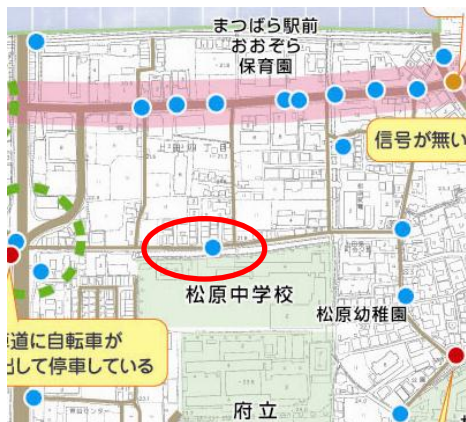 まつばら駅前
おおぞら
保育園
信号が無い
松原中学校
松原幼稚園
道に自転車が
出して停車している
府立